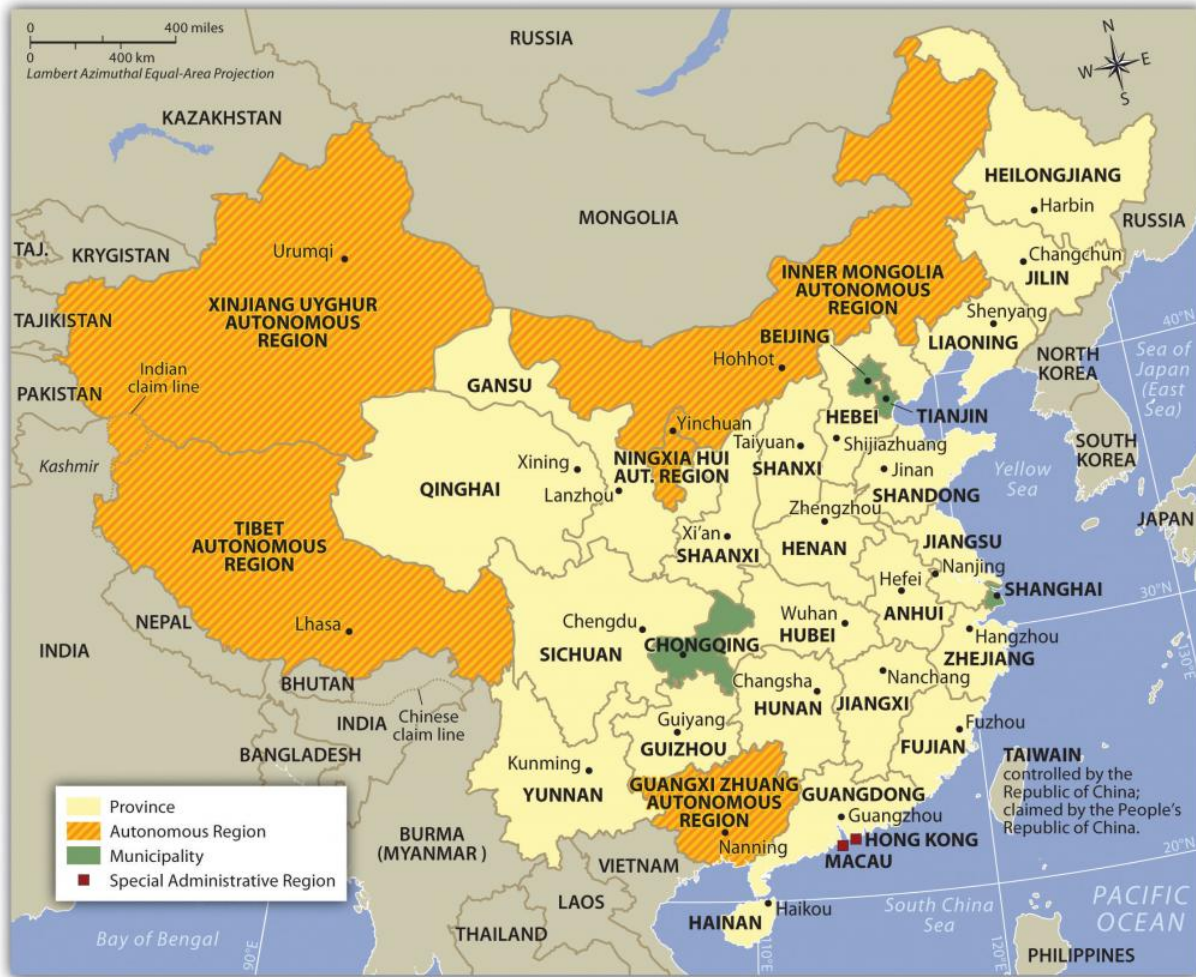 0 400 miles
0 400 km
Lambert Azimuthal Equal-Area Projection
RUSSIA
N
W E
S
KAZAKHSTAN
MONGOLIA
HEILONGJIANG
Harbin
RUSSIA
TAJ.
KRYGISTAN
Urumqi
Changchun
JILIN
XINJIANG UYGHUR
AUTONOMOUS
REGION
INNER MONGOLIA
AUTONOMOUS
REGION
TAJIKISTAN
Shenyang
LIAONING
40°N
BEIJING
Hohhot
NORTH
KOREA
Sea of
Japan
(East
Sea)
Indian
claim line
PAKISTAN
GANSU
HEBEI
TIANJIN
Yinchuan
Taiyuan
Shijiazhuang
SOUTH
KOREA
Kashmir
Xining
NINGXIA HUI
AUT. REGION
SHANXI
Jinan
Yellow
Sea
QINGHAI
Lanzhou
SHANDONG
Zhengzhou
JAPAN
TIBET
AUTONOMOUS
REGION
Xi'an
SHAANXI
HENAN
JIANGSU
Nanjing
Hefei
SHANGHAI
30°N
ANHUI
NEPAL
Lhasa
Chengdu
Wuhan
HUBEI
Hangzhou
INDIA
SICHUAN
CHONGQING
ZHEJIANG
130°E
BHUTAN
Changsha
Nanchang
HUNAN
JIANGXI
INDIA
Chinese
claim line
Guiyang
GUIZHOU
Fuzhou
FUJIAN
BANGLADESH
Kunming
YUNNAN
GUANGXI ZHUANG
AUTONOMOUS
REGION
GUANGDONG
Guangzhou
TAIWAIN
controlled by the
Republic of China;
claimed by the People's
Republic of China.
Province
Autonomous Region
Municipality
Special Administrative Region
BURMA
(MYANMAR )
Nanning
HONG KONG
MACAU
VIETNAM
20°N
LAOS
HAINAN
Haikou
South China
Sea
PACIFIC
OCEAN
Bay of Bengal
THAILAND
90°E
110°E
120°E
PHILIPPINES